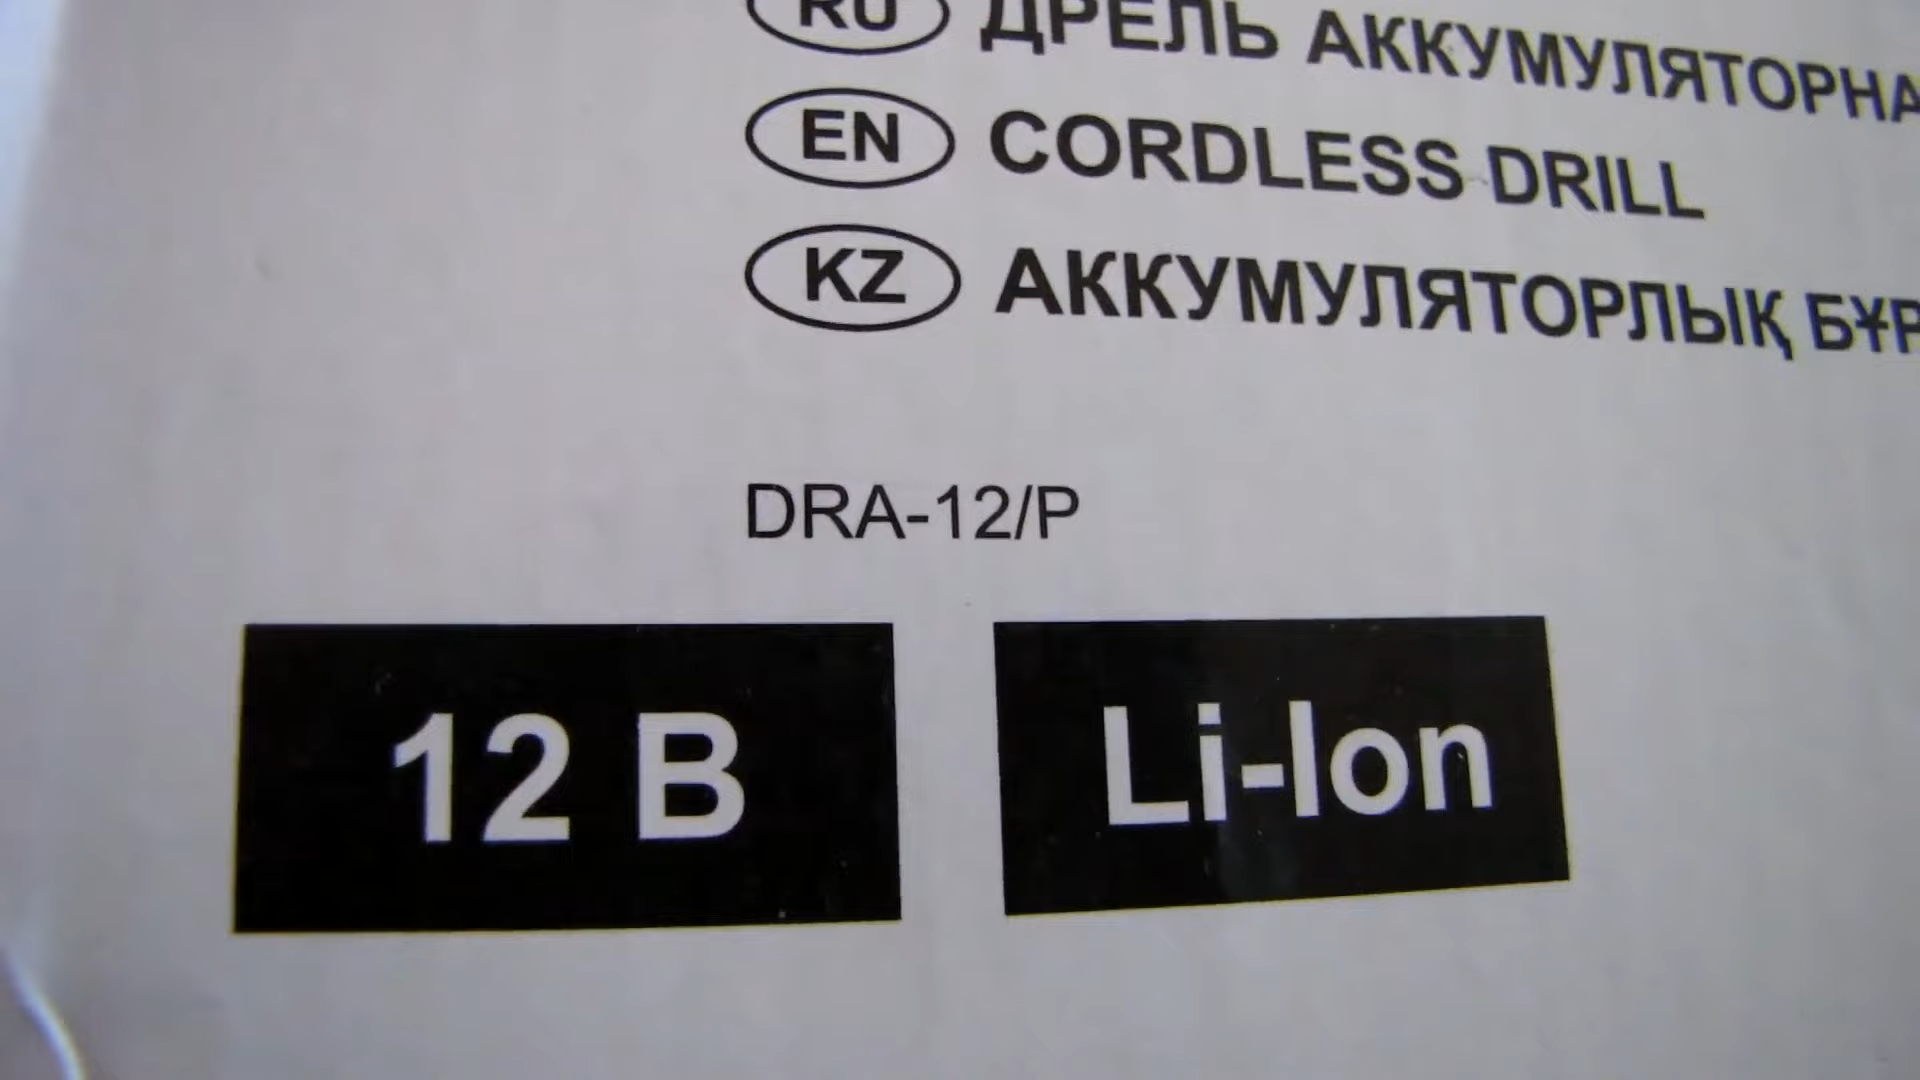 RU ДРЕЛЬ АККУМУЛЯТОРНА
EN CORDLESS DRILL
KZ АККУМУЛЯТОРЛЫҚ БҰР
DRA-12/P
12 В
Li-Ion